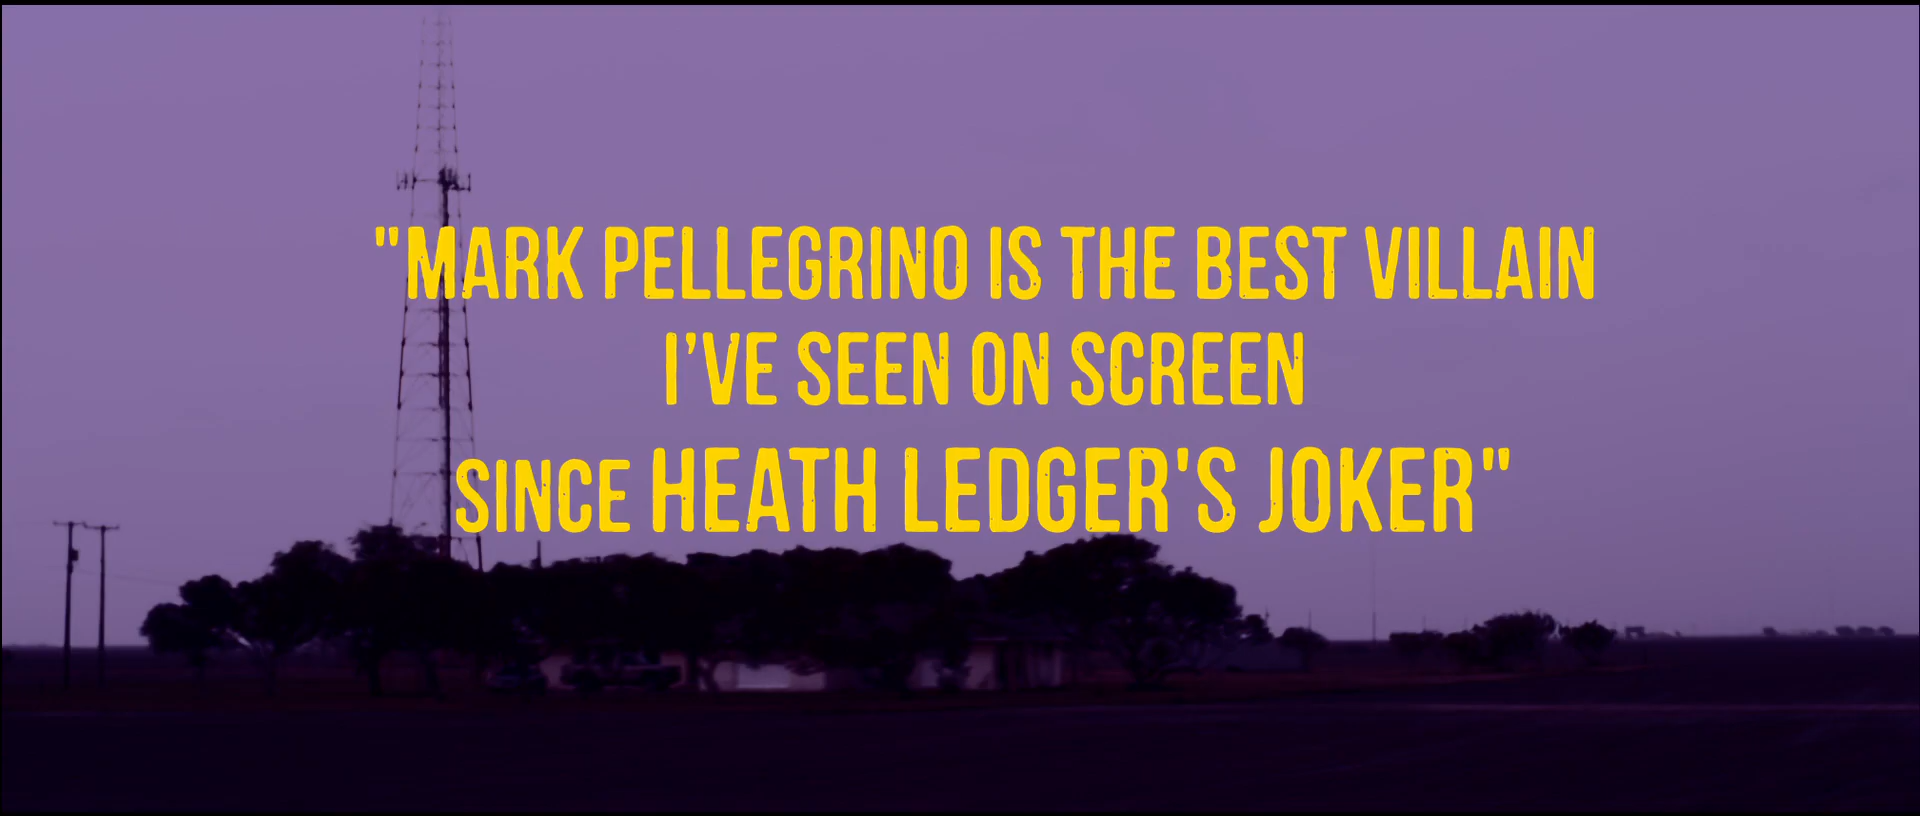 "MARK PELLEGRINO IS THE BEST VILLAIN
I'VE SEEN ON SCREEN
SINCE HEATH LEDGER'S JOKER"